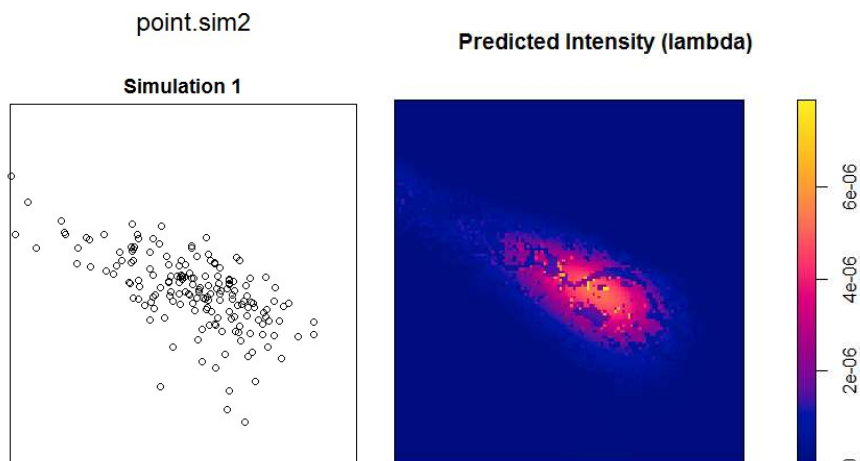 point.sim2
Predicted Intensity (lambda)
Simulation 1
6e-06
4e-06
2e-06